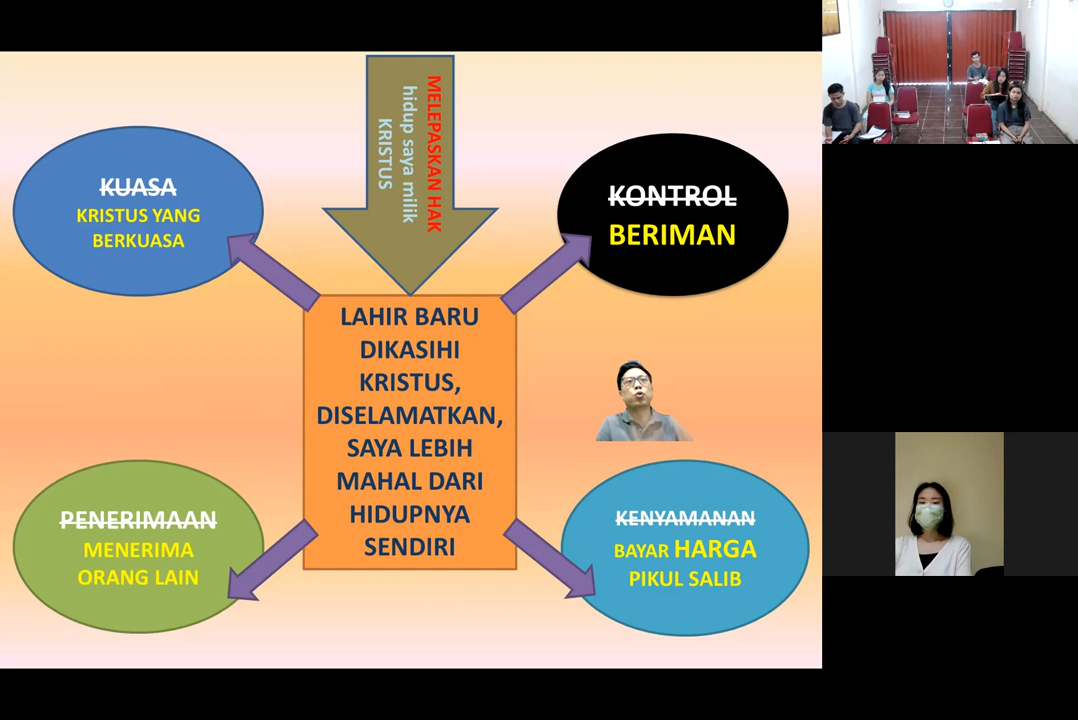 MELEPASKAN HAK
hidup saya milik
KRISTUS
KUASA
KRISTUS YANG
BERKUASA
KONTROL
BERIMAN
LAHIR BARU
DIKASIHI
KRISTUS,
DISELAMATKAN,
SAYA LEBIH
MAHAL DARI
HIDUPNYA
SENDIRI
PENERIMAAN
MENERIMA
ORANG LAIN
KENYAMANAN
BAYAR HARGA
PIKUL SALIB